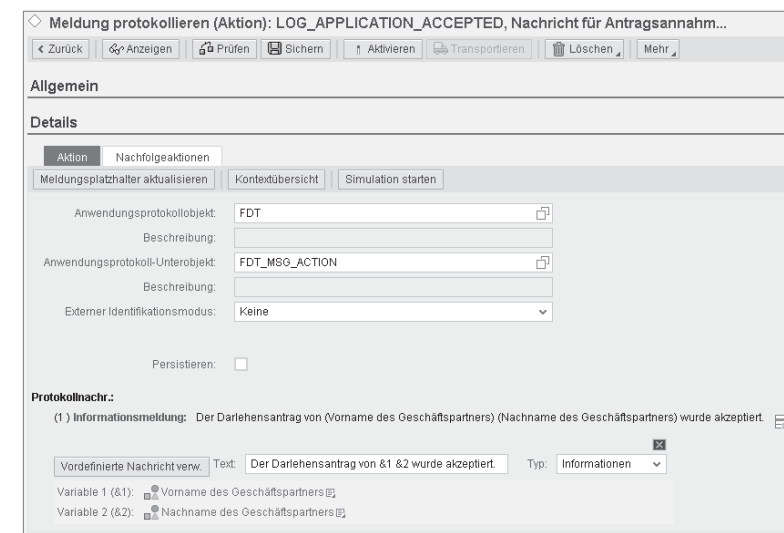 Meldung protokollieren (Aktion): LOG_APPLICATION_ACCEPTED, Nachricht für Antragsannahm...
Zurück Anzeigen Prüfen Sichern Aktivieren Transportieren Löschen Mehr
Allgemein
Details
Aktion Nachfolgeaktionen
Meldungsplatzhalter aktualisieren Kontextübersicht Simulation starten
Anwendungsprotokollobjekt: FDT
Beschreibung:
Anwendungsprotokoll-Unterobjekt: FDT_MSG_ACTION
Beschreibung:
Externer Identifikationsmodus: Keine
Persistieren:
Protokollnachr.:
(1 ) Informationsmeldung: Der Darlehensantrag von (Vorname des Geschäftspartners) (Nachname des Geschäftspartners) wurde akzeptiert.
Vordefinierte Nachricht verw. Text: Der Darlehensantrag von &1 &2 wurde akzeptiert. Typ: Informationen
Variable 1 (&1): Vorname des Geschäftspartners
Variable 2 (&2): Nachname des Geschäftspartners